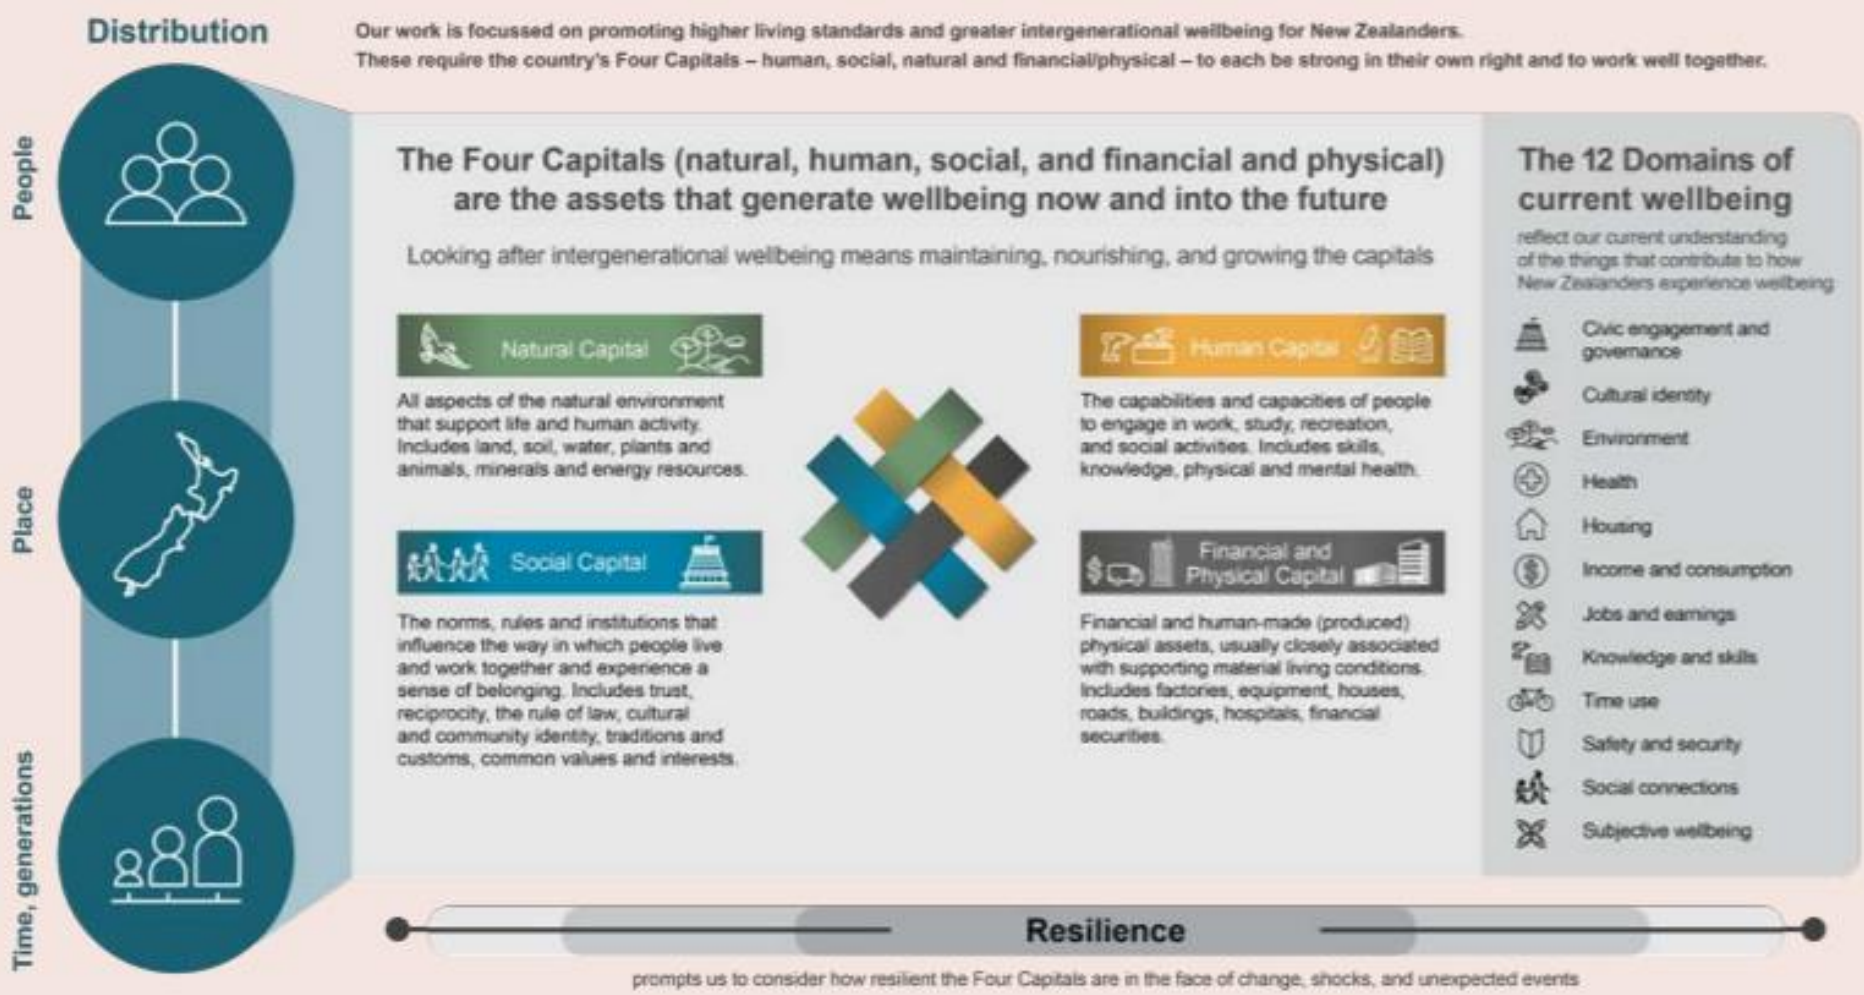 Distribution
Our work is focussed on promoting higher living standards and greater intergenerational wellbeing for New Zealanders.
These require the country's Four Capitals – human, social, natural and financial/physical – to each be strong in their own right and to work well together.
People
Place
Time, generations
The Four Capitals (natural, human, social, and financial and physical)
are the assets that generate wellbeing now and into the future
Looking after intergenerational wellbeing means maintaining, nourishing, and growing the capitals
Natural Capital
All aspects of the natural environment
that support life and human activity.
Includes land, soil, water, plants and
animals, minerals and energy resources.
Human Capital
The capabilities and capacities of people
to engage in work, study, recreation,
and social activities. Includes skills,
knowledge, physical and mental health.
Social Capital
The norms, rules and institutions that
influence the way in which people live
and work together and experience a
sense of belonging. Includes trust,
reciprocity, the rule of law, cultural
and community identity, traditions and
customs, common values and interests.
$
Financial and
Physical Capital
Financial and human-made (produced)
physical assets, usually closely associated
with supporting material living conditions.
Includes factories, equipment, houses,
roads, buildings, hospitals, financial
securities.
The 12 Domains of
current wellbeing
reflect our current understanding
of the things that contribute to how
New Zealanders experience wellbeing
Civic engagement and
governance
Cultural identity
Environment
Health
Housing
$ Income and consumption
Jobs and earnings
Knowledge and skills
Time use
Safety and security
Social connections
Subjective wellbeing
Resilience
prompts us to consider how resilient the Four Capitals are in the face of change, shocks, and unexpected events